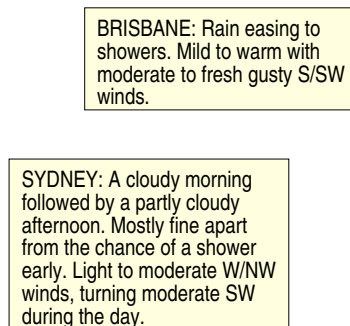 BRISBANE: Rain easing to
showers. Mild to warm with
moderate to fresh gusty S/SW
winds.
SYDNEY: A cloudy morning
followed by a partly cloudy
afternoon. Mostly fine apart
from the chance of a shower
early. Light to moderate W/NW
winds, turning moderate SW
during the day.